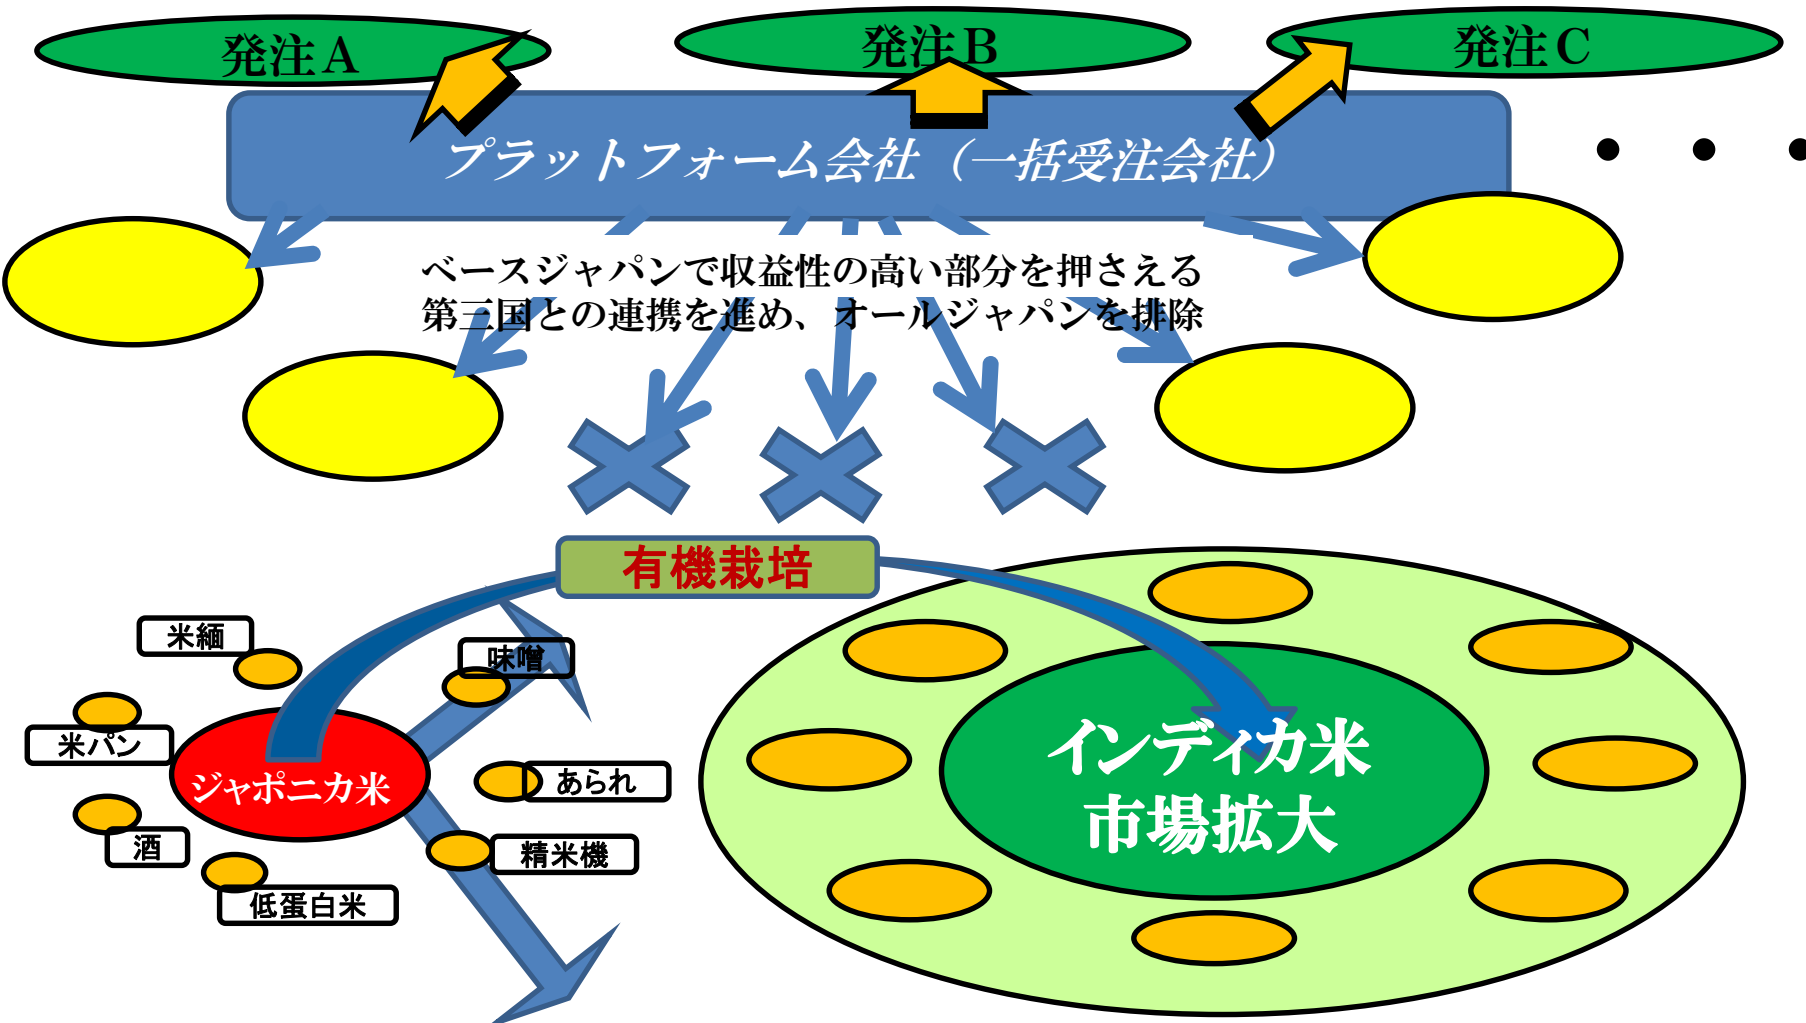 発注A
発注B
発注C
プラットフォーム会社（一括受注会社）
・・・
ベースジャパンで収益性の高い部分を押さえる
第三国との連携を進め、オールジャパンを排除
有機栽培
米緬
味噌
米パン
ジャポニカ米
あられ
酒
精米機
低蛋白米
インディカ米
市場拡大